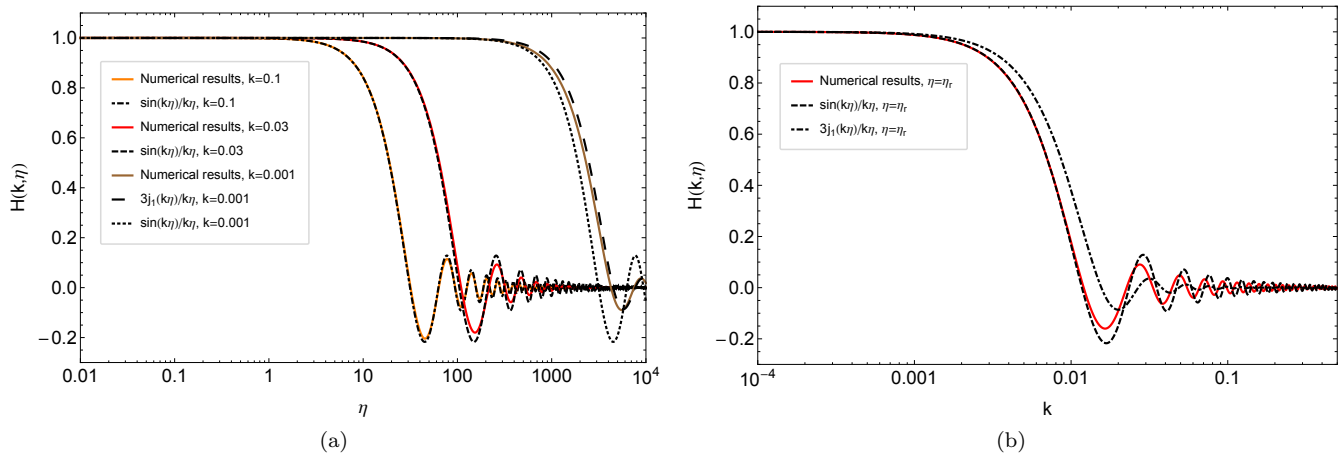 H(k,η)
1.0
0.8
0.6
0.4
0.2
0.0
−0.2
Numerical results, k=0.1
sin(kη)/kη, k=0.1
Numerical results, k=0.03
sin(kη)/kη, k=0.03
Numerical results, k=0.001
3j₁(kη)/kη, k=0.001
sin(kη)/kη, k=0.001
0.01 0.1 1 10 100 1000 10⁴
η
(a)
H(k,η)
1.0
0.8
0.6
0.4
0.2
0.0
−0.2
Numerical results, η=ηᵣ
sin(kη)/kη, η=ηᵣ
3j₁(kη)/kη, η=ηᵣ
10⁻⁴ 0.001 0.01 0.1
k
(b)